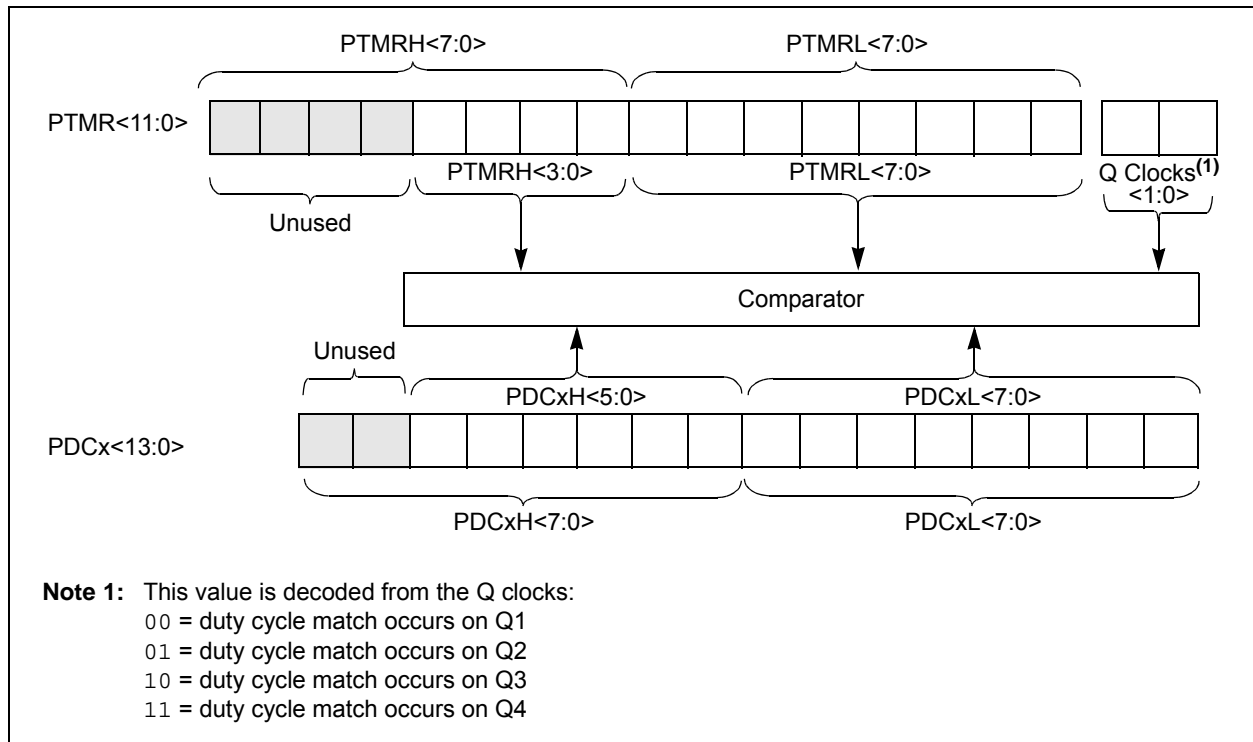 PTMRH<7:0> PTMRL<7:0>
PTMR<11:0>
PTMRH<3:0> PTMRL<7:0> Q Clocks(1)
<1:0>
Unused
Comparator
Unused
PDCxH<5:0> PDCxL<7:0>
PDCx<13:0>
PDCxH<7:0> PDCxL<7:0>
Note 1: This value is decoded from the Q clocks:
00 = duty cycle match occurs on Q1
01 = duty cycle match occurs on Q2
10 = duty cycle match occurs on Q3
11 = duty cycle match occurs on Q4